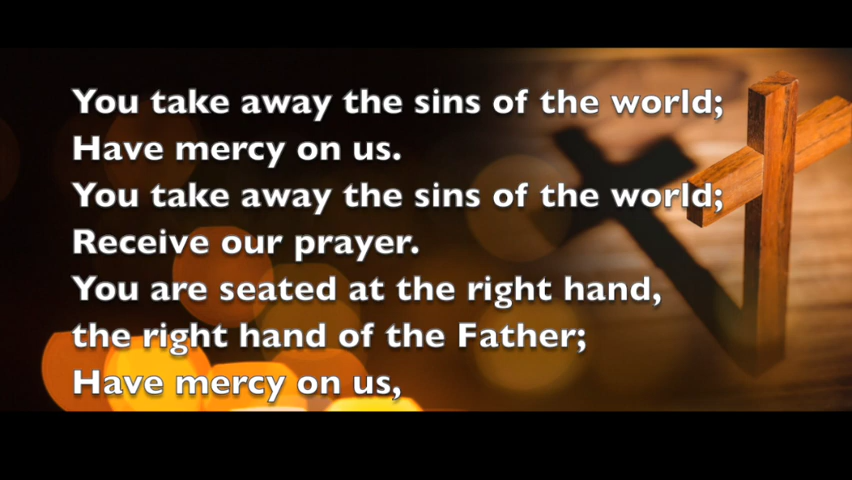 You take away the sins of the world;
Have mercy on us.
You take away the sins of the world;
Receive our prayer.
You are seated at the right hand,
the right hand of the Father;
Have mercy on us,